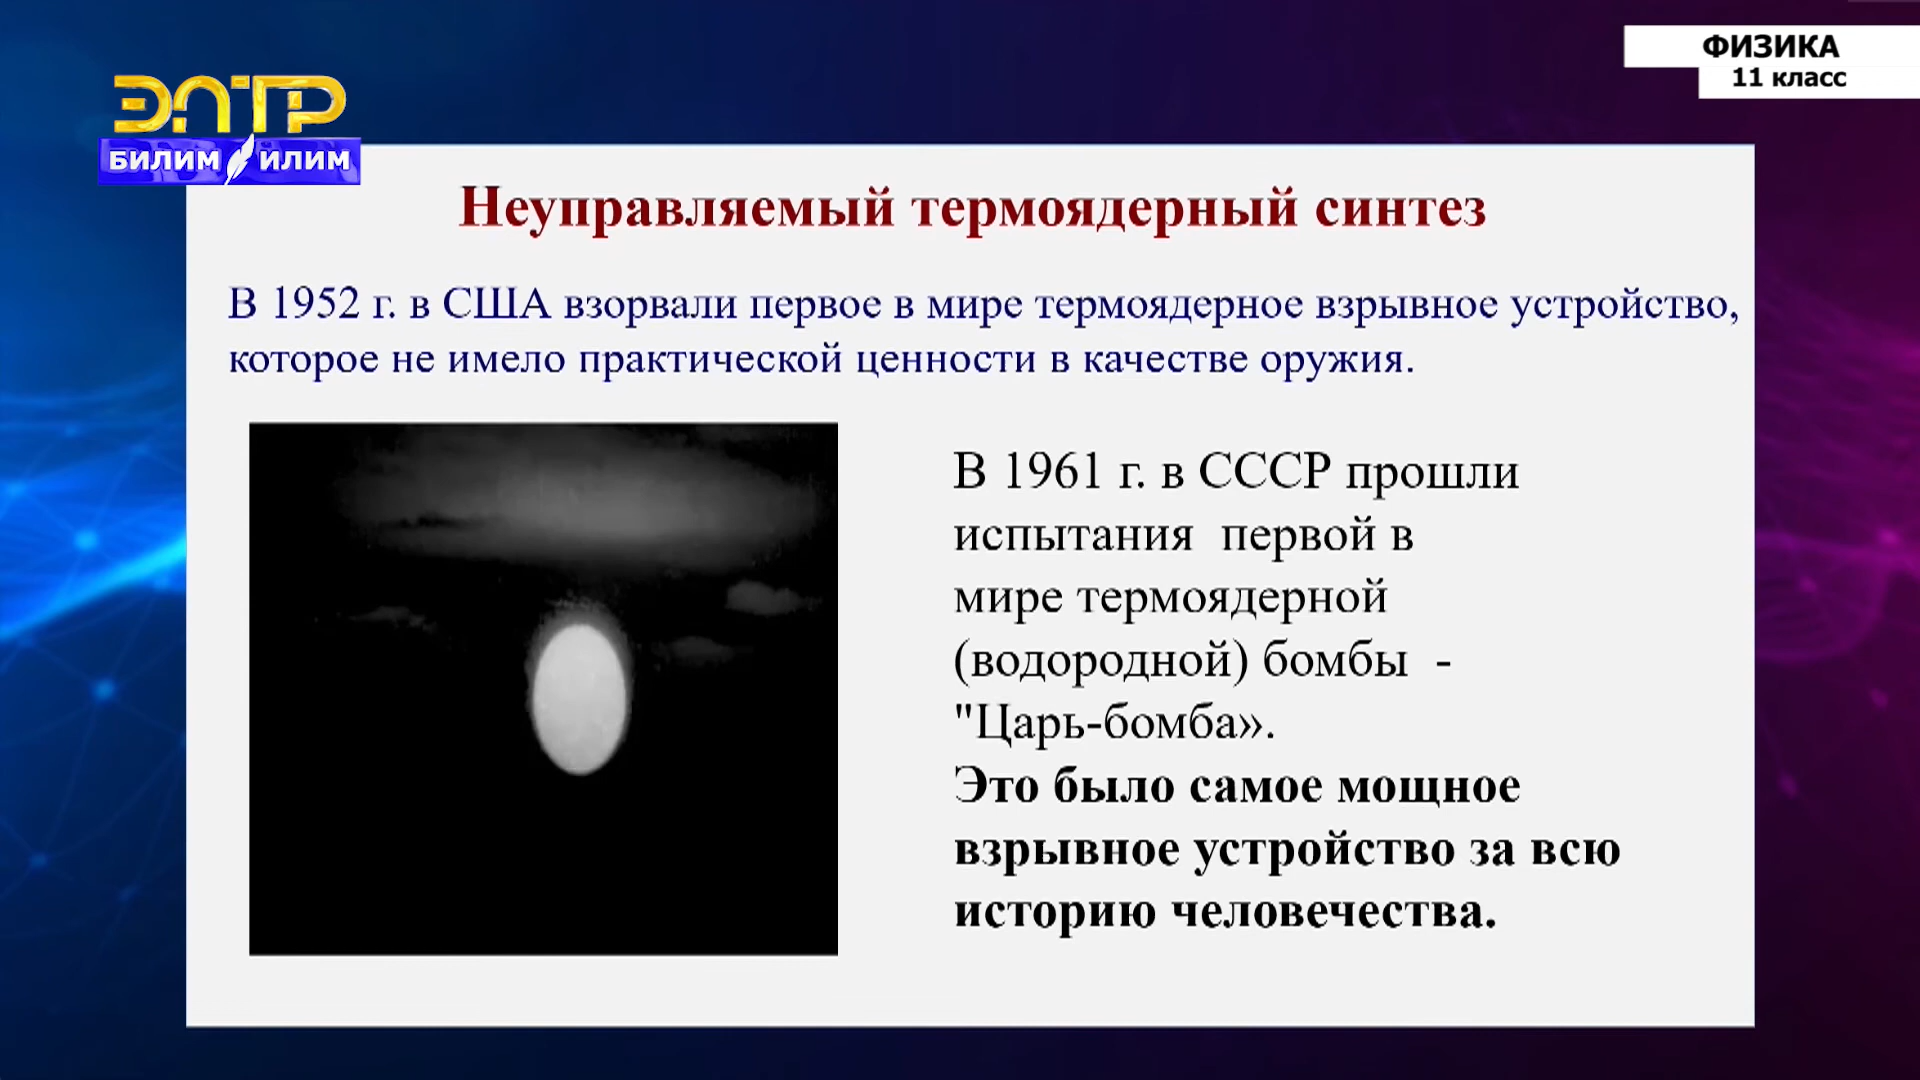 ФИЗИКА
11 класс
ЭЛТР
БИЛИМ ИЛИМ
Неуправляемый термоядерный синтез
В 1952 г. в США взорвали первое в мире термоядерное взрывное устройство,
которое не имело практической ценности в качестве оружия.
В 1961 г. в СССР прошли
испытания  первой в
мире термоядерной
(водородной) бомбы  -
"Царь-бомба».
Это было самое мощное
взрывное устройство за всю
историю человечества.